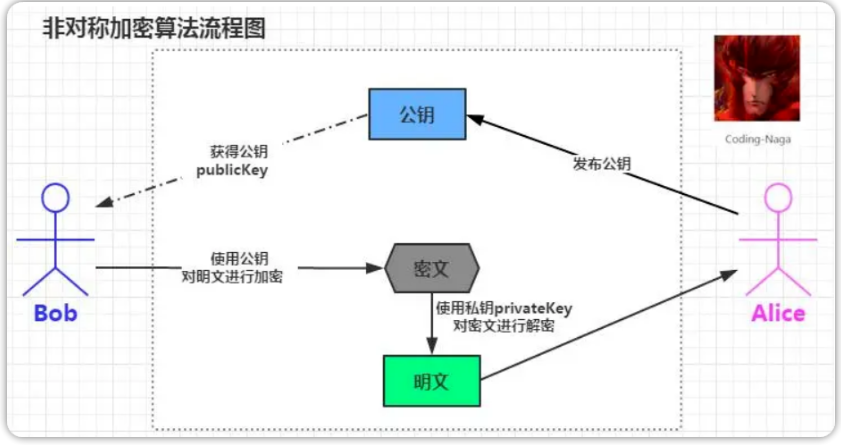 非对称加密算法流程图
公钥
Coding-Naga
获得公钥
publicKey
发布公钥
使用公钥
对明文进行加密
密文
使用私钥privateKey
对密文进行解密
Bob
Alice
明文